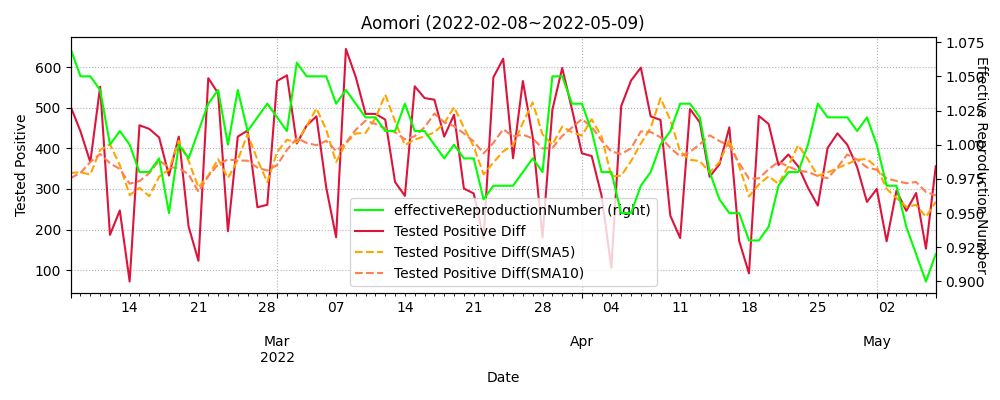 Aomori (2022-02-08~2022-05-09)
Tested Positive
600
500
400
300
200
100
1.075
1.050
1.025
1.000
0.975
0.950
0.925
0.900
Effective Reproduction Number
effectiveReproductionNumber (right)
Tested Positive Diff
Tested Positive Diff(SMA5)
Tested Positive Diff(SMA10)
14 21 28 07 14 21 28 04 11 18 25 02
Mar Apr May
2022
Date